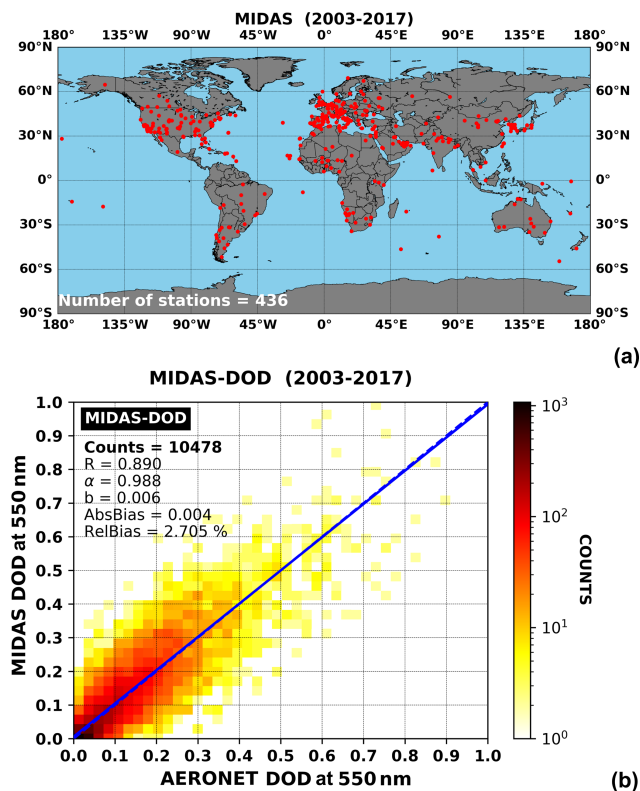 MIDAS (2003-2017)
180° 135°W 90°W 45°W 0° 45°E 90°E 135°E 180°
90°N 90°N
60°N 60°N
30°N 30°N
0° 0°
30°S 30°S
60°S 60°S
Number of stations = 436
90°S 90°S
180° 135°W 90°W 45°W 0° 45°E 90°E 135°E 180°
(a)
MIDAS-DOD (2003-2017)
MIDAS-DOD
Counts = 10478
R = 0.890
α = 0.988
b = 0.006
AbsBias = 0.004
RelBias = 2.705 %
MIDAS DOD at 550 nm
1.0
0.9
0.8
0.7
0.6
0.5
0.4
0.3
0.2
0.1
0.0
0.0 0.1 0.2 0.3 0.4 0.5 0.6 0.7 0.8 0.9 1.0
AERONET DOD at 550 nm
10³
10²
10¹
10⁰
COUNTS
(b)